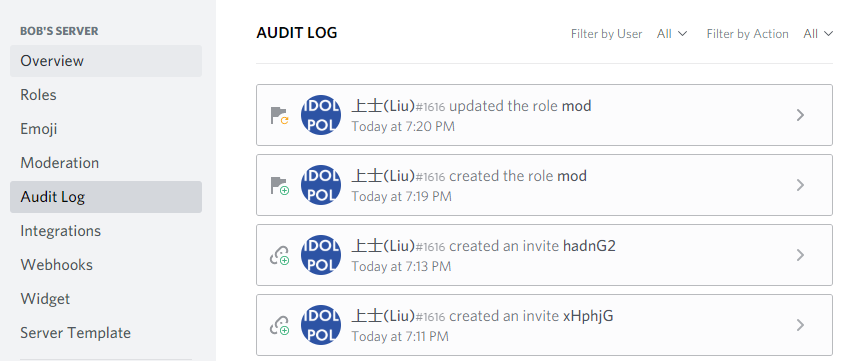 BOB'S SERVER
Overview
Roles
Emoji
Moderation
Audit Log
Integrations
Webhooks
Widget
Server Template
AUDIT LOG
Filter by User All Filter by Action All
IDOL
POL
上士(Liu)#1616 updated the role mod
Today at 7:20 PM
IDOL
POL
上士(Liu)#1616 created the role mod
Today at 7:19 PM
IDOL
POL
上士(Liu)#1616 created an invite hadnG2
Today at 7:13 PM
IDOL
POL
上士(Liu)#1616 created an invite xHphjG
Today at 7:11 PM